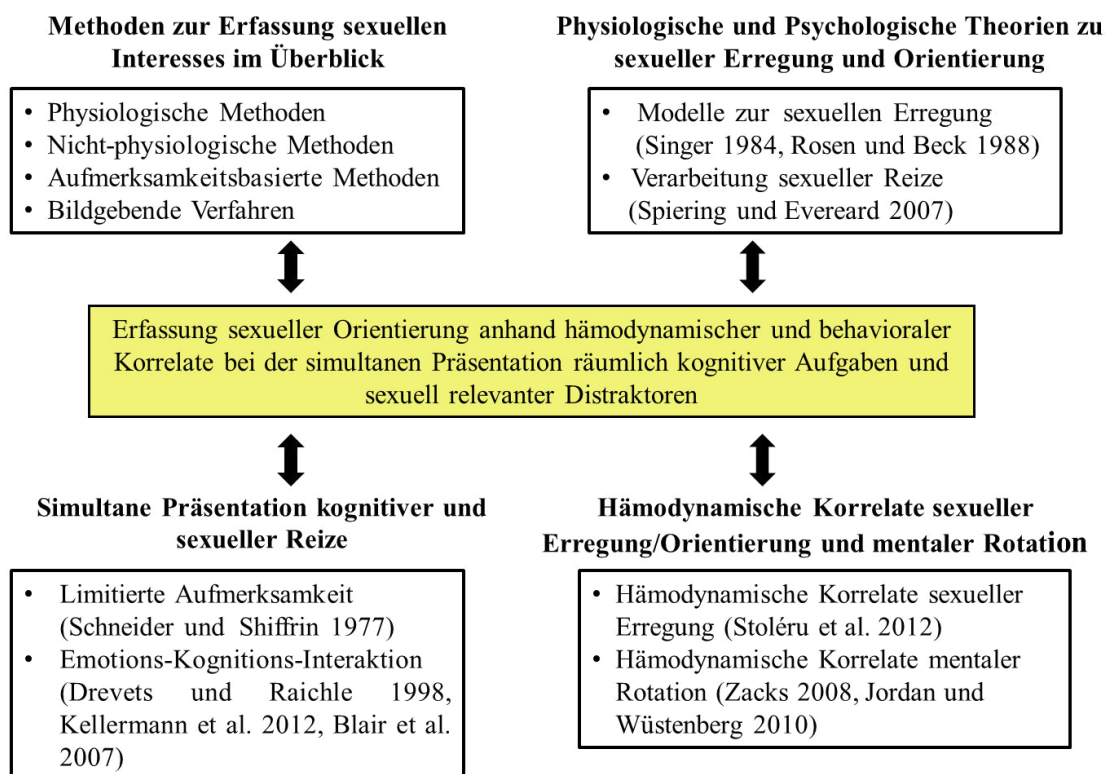 Methoden zur Erfassung sexuellen
Interesses im Überblick
• Physiologische Methoden
• Nicht-physiologische Methoden
• Aufmerksamkeitsbasierte Methoden
• Bildgebende Verfahren
Physiologische und Psychologische Theorien zu
sexueller Erregung und Orientierung
• Modelle zur sexuellen Erregung
(Singer 1984, Rosen und Beck 1988)
• Verarbeitung sexueller Reize
(Spiering und Evereard 2007)
Erfassung sexueller Orientierung anhand hämodynamischer und behavioraler
Korrelate bei der simultanen Präsentation räumlich kognitiver Aufgaben und
sexuell relevanter Distraktoren
Simultane Präsentation kognitiver und
sexueller Reize
• Limitierte Aufmerksamkeit
(Schneider und Shiffrin 1977)
• Emotions-Kognitions-Interaktion
(Drevets und Raichle 1998,
Kellermann et al. 2012, Blair et al.
2007)
Hämodynamische Korrelate sexueller
Erregung/Orientierung und mentaler Rotation
• Hämodynamische Korrelate sexueller
Erregung (Stoléru et al. 2012)
• Hämodynamische Korrelate mentaler
Rotation (Zacks 2008, Jordan und
Wüstenberg 2010)